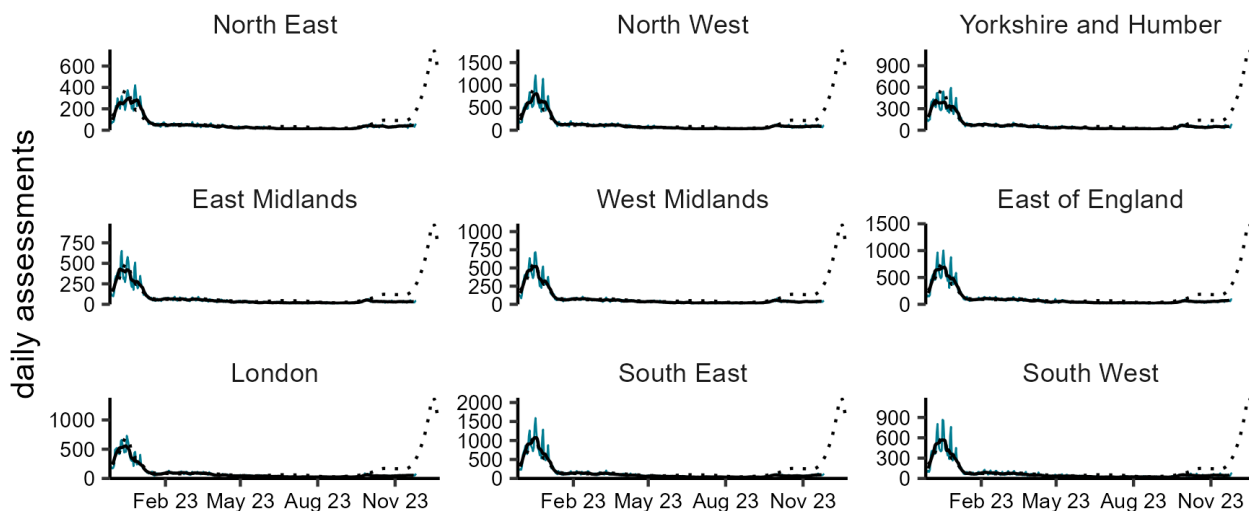 North East North West Yorkshire and Humber
600 1500 900
400 1000 600
200 500 300
0 0 0
daily assessments
East Midlands West Midlands East of England
750 1000 1500
500 750 1000
250 500 500
0 250 0
0
London South East South West
1000 2000 900
500 1500 600
0 1000 300
500 0
0
Feb 23 May 23 Aug 23 Nov 23 Feb 23 May 23 Aug 23 Nov 23 Feb 23 May 23 Aug 23 Nov 23